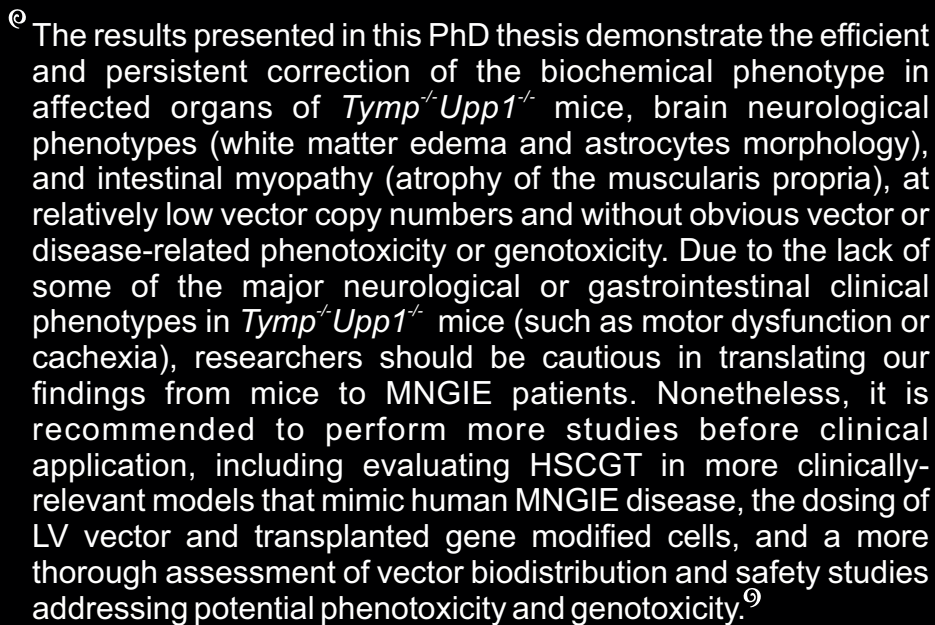 The results presented in this PhD thesis demonstrate the efficient
and persistent correction of the biochemical phenotype in
affected organs of Tymp-/-Upp1-/- mice, brain neurological
phenotypes (white matter edema and astrocytes morphology),
and intestinal myopathy (atrophy of the muscularis propria), at
relatively low vector copy numbers and without obvious vector or
disease-related phenotoxicity or genotoxicity. Due to the lack of
some of the major neurological or gastrointestinal clinical
phenotypes in Tymp-/-Upp1-/- mice (such as motor dysfunction or
cachexia), researchers should be cautious in translating our
findings from mice to MNGIE patients. Nonetheless, it is
recommended to perform more studies before clinical
application, including evaluating HSCGT in more clinically-
relevant models that mimic human MNGIE disease, the dosing of
LV vector and transplanted gene modified cells, and a more
thorough assessment of vector biodistribution and safety studies
addressing potential phenotoxicity and genotoxicity.